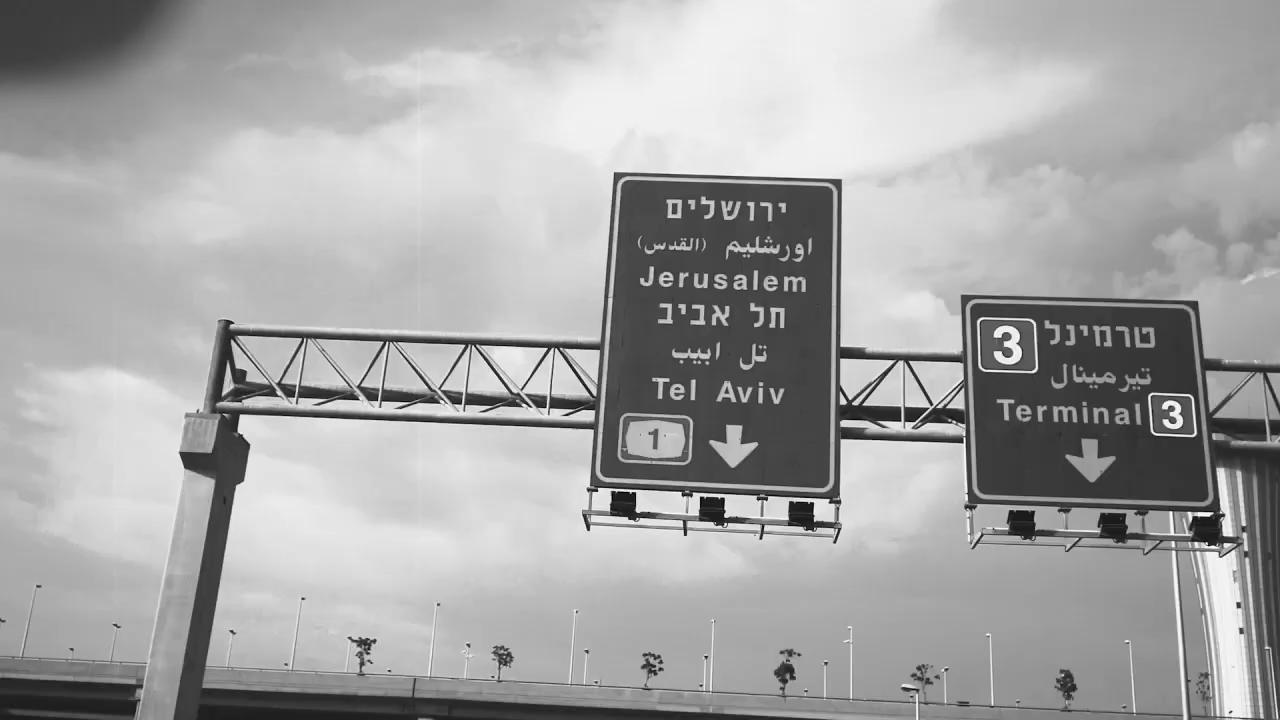 ירושלים
اورشليم (القدس)
Jerusalem
תל אביב
تل ابيب
Tel Aviv
1
3 טרמינל
تيرمينال
Terminal 3